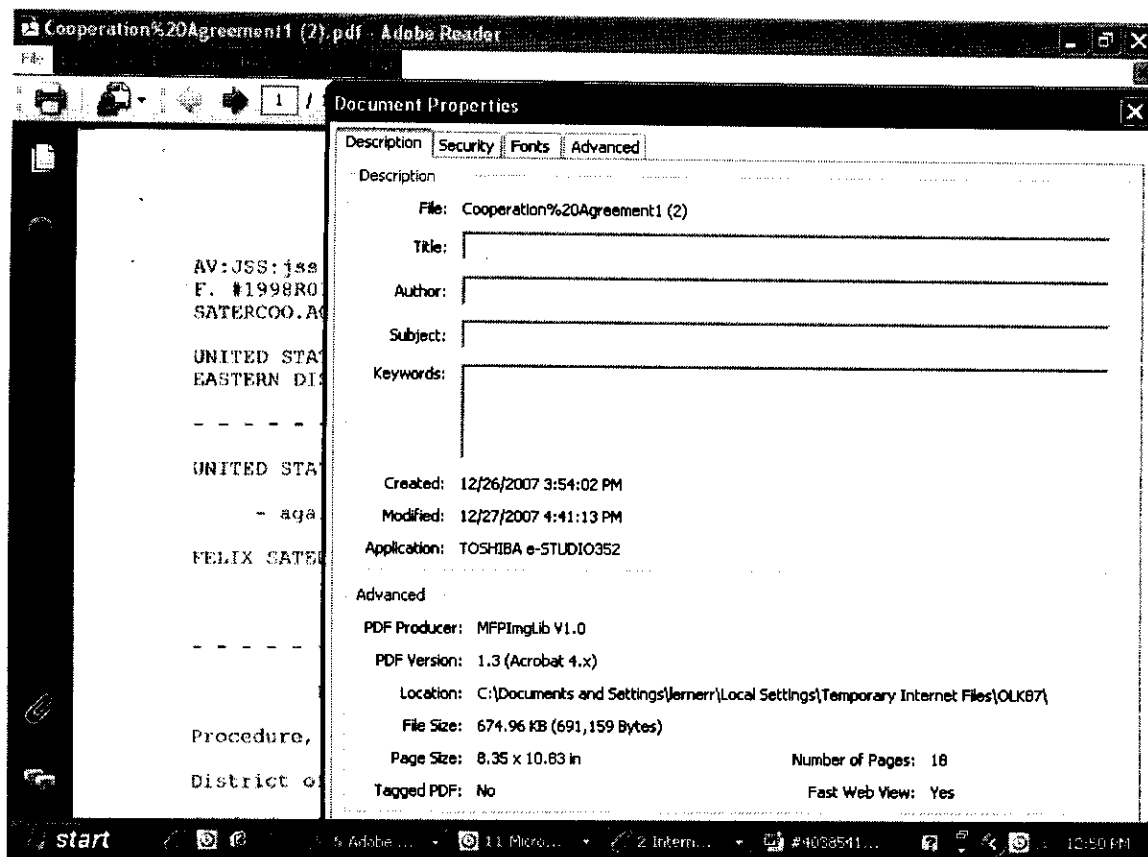 Cooperation%20Agreement1 (2).pdf - Adobe Reader
File
1 /
Document Properties
Description Security Fonts Advanced
Description
File: Cooperation%20Agreement1 (2)
Title:
Author:
Subject:
Keywords:
Created: 12/26/2007 3:54:02 PM
Modified: 12/27/2007 4:41:13 PM
Application: TOSHIBA e-STUDIO352
Advanced
PDF Producer: MFPImgLib V1.0
PDF Version: 1.3 (Acrobat 4.x)
Location: C:\Documents and Settings\lernerr\Local Settings\Temporary Internet Files\OLK87\
File Size: 674.96 KB (691,159 Bytes)
Page Size: 8.35 x 10.83 in
Number of Pages: 18
Tagged PDF: No
Fast Web View: Yes
AV:JSS:jss
F. #1998R0
SATERCOO.A
UNITED STA
EASTERN DI
UNITED STA
- aga
FELIX SATE
Procedure,
District o
start
5 Adobe ...
11 Micro...
2 Intern...
#4038541...
12:50 PM